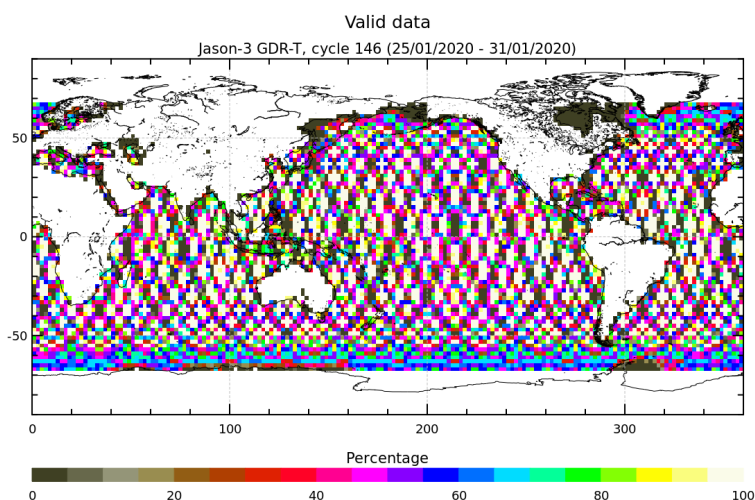 Valid data
Jason-3 GDR-T, cycle 146 (25/01/2020 - 31/01/2020)
50
0
-50
0 100 200 300
Percentage
0 20 40 60 80 100